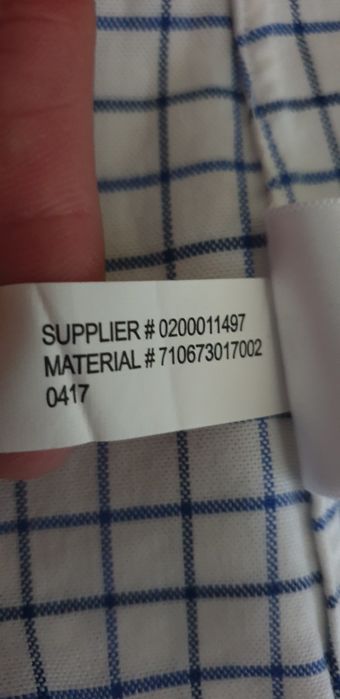 SUPPLIER # 0200011497
MATERIAL # 710673017002
0417